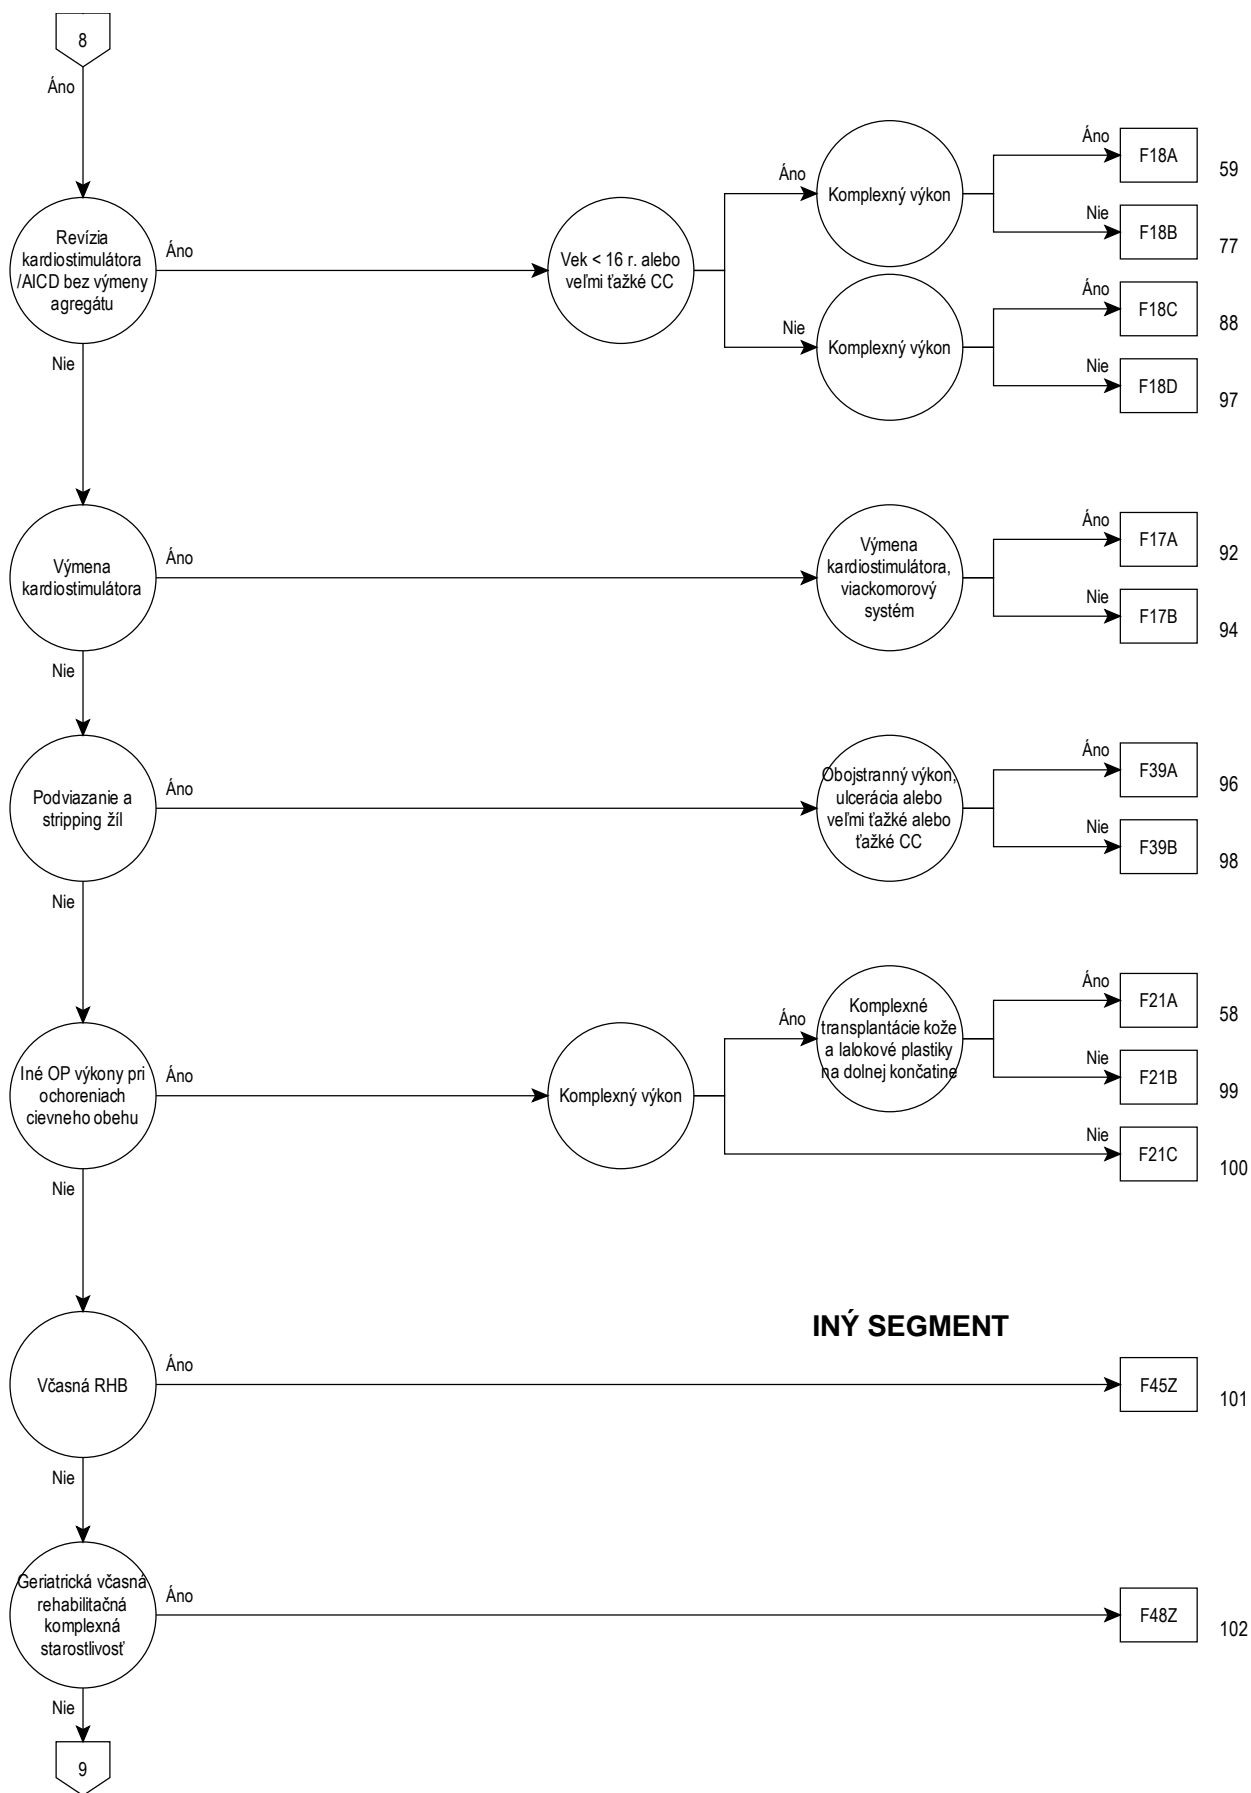 8
Áno
Revízia
kardiostimulátora
/AICD bez výmeny
agregátu
Áno
Vek < 16 r. alebo
veľmi ťažké CC
Áno
Komplexný výkon
Áno
F18A
59
Nie
F18B
77
Nie
Komplexný výkon
Áno
F18C
88
Nie
F18D
97
Nie
Výmena
kardiostimulátora
Áno
Výmena
kardiostimulátora,
viackomorový
systém
Áno
F17A
92
Nie
F17B
94
Nie
Podviazanie a
stripping žíl
Áno
Obojstranný výkon,
ulcerácia alebo
veľmi ťažké alebo
ťažké CC
Áno
F39A
96
Nie
F39B
98
Nie
Iné OP výkony pri
ochoreniach
cievneho obehu
Áno
Komplexný výkon
Áno
Komplexné
transplantácie kože
a lalokové plastiky
na dolnej končatine
Áno
F21A
58
Nie
F21B
99
Nie
F21C
100
Nie
INÝ SEGMENT
Včasná RHB
Áno
F45Z
101
Nie
Geriatrická včasná
rehabilitačná
komplexná
starostlivosť
Áno
F48Z
102
Nie
9